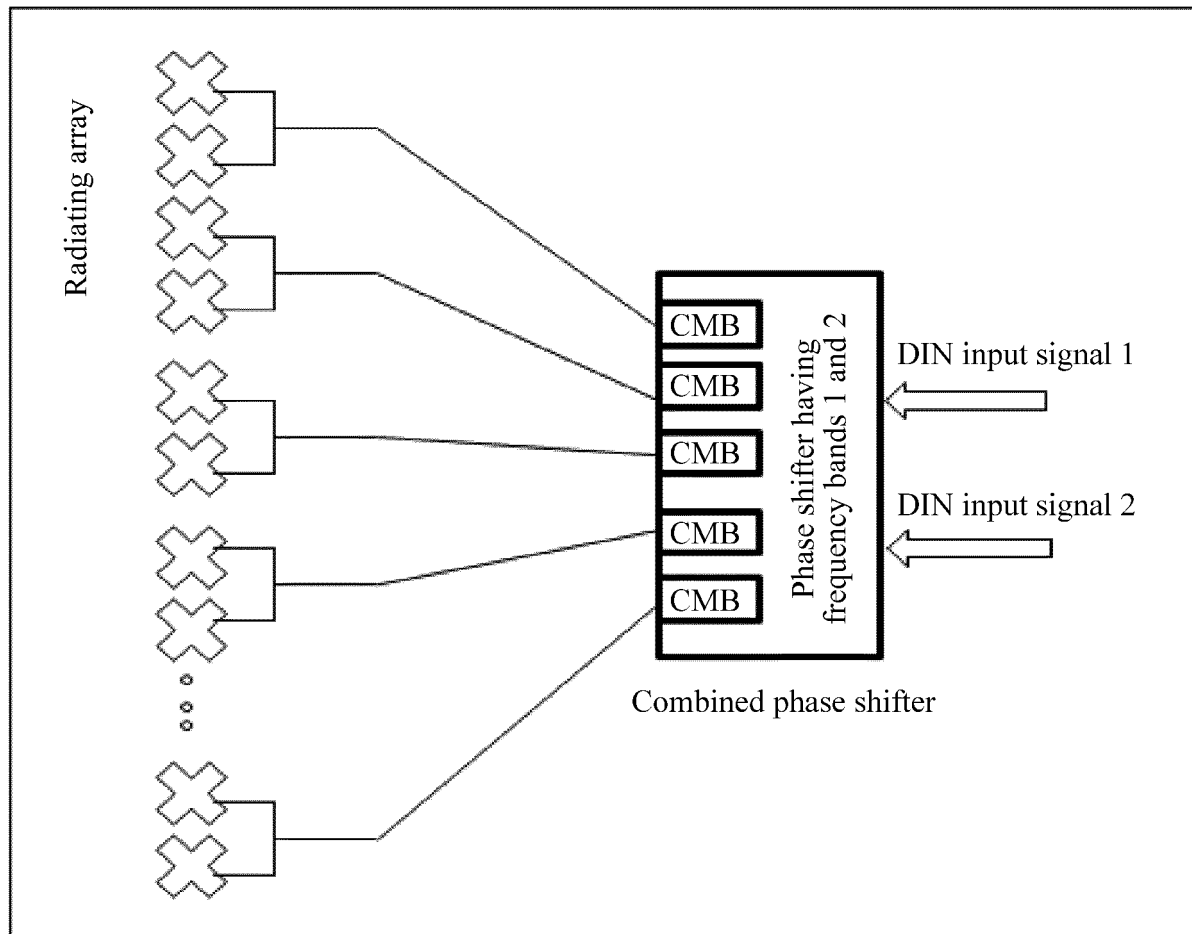 Radiating array
CMB
CMB
CMB
CMB
CMB
Phase shifter having
frequency bands 1 and 2
DIN input signal 1
DIN input signal 2
Combined phase shifter